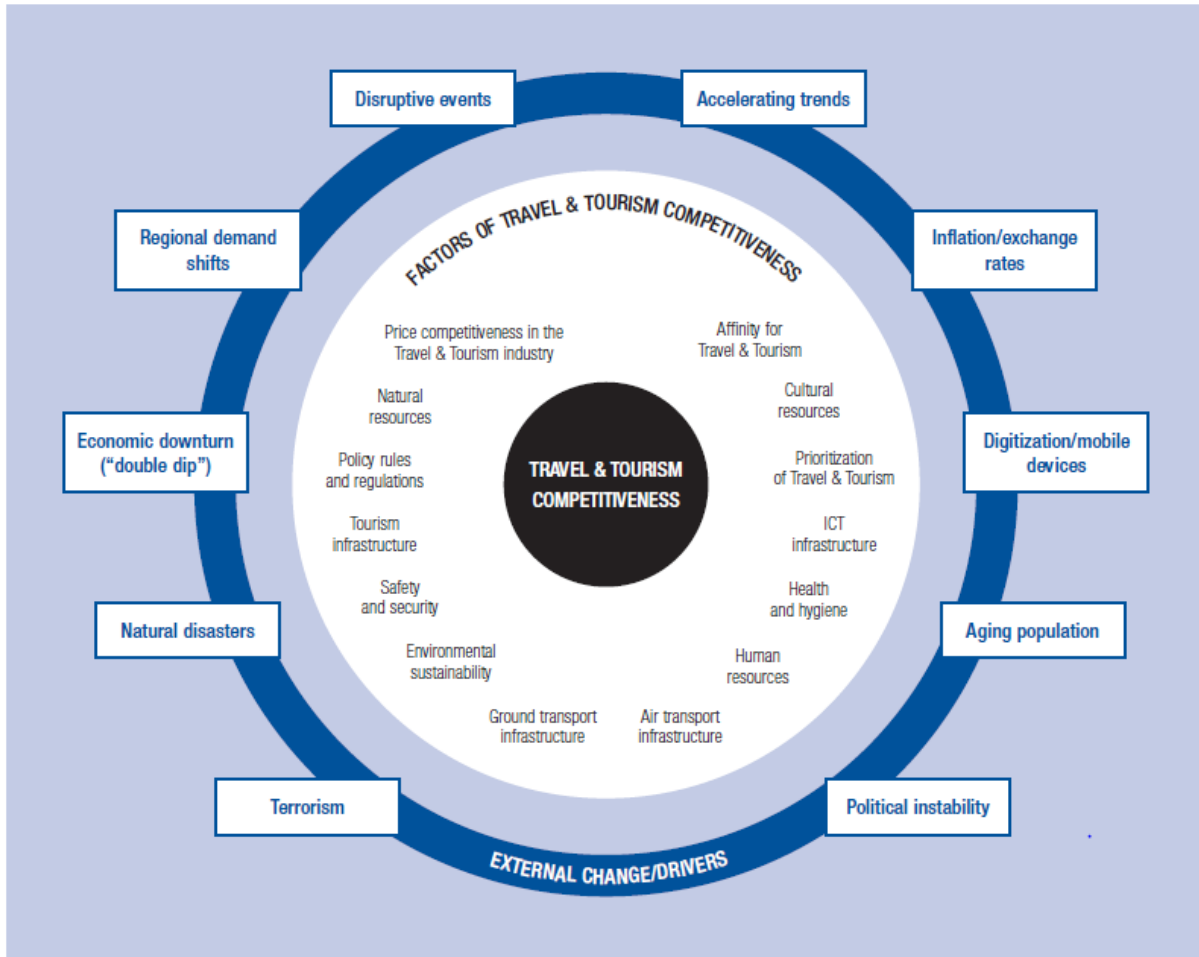 Disruptive events
Accelerating trends
Regional demand
shifts
Inflation/exchange
rates
FACTORS OF TRAVEL & TOURISM COMPETITIVENESS
Price competitiveness in the
Travel & Tourism industry
Affinity for
Travel & Tourism
Natural
resources
Cultural
resources
Economic downturn
(“double dip”)
Digitization/mobile
devices
Policy rules
and regulations
TRAVEL & TOURISM
COMPETITIVENESS
Prioritization
of Travel & Tourism
Tourism
infrastructure
ICT
infrastructure
Safety
and security
Health
and hygiene
Natural disasters
Aging population
Environmental
sustainability
Human
resources
Ground transport
infrastructure
Air transport
infrastructure
Terrorism
Political instability
EXTERNAL CHANGE/DRIVERS